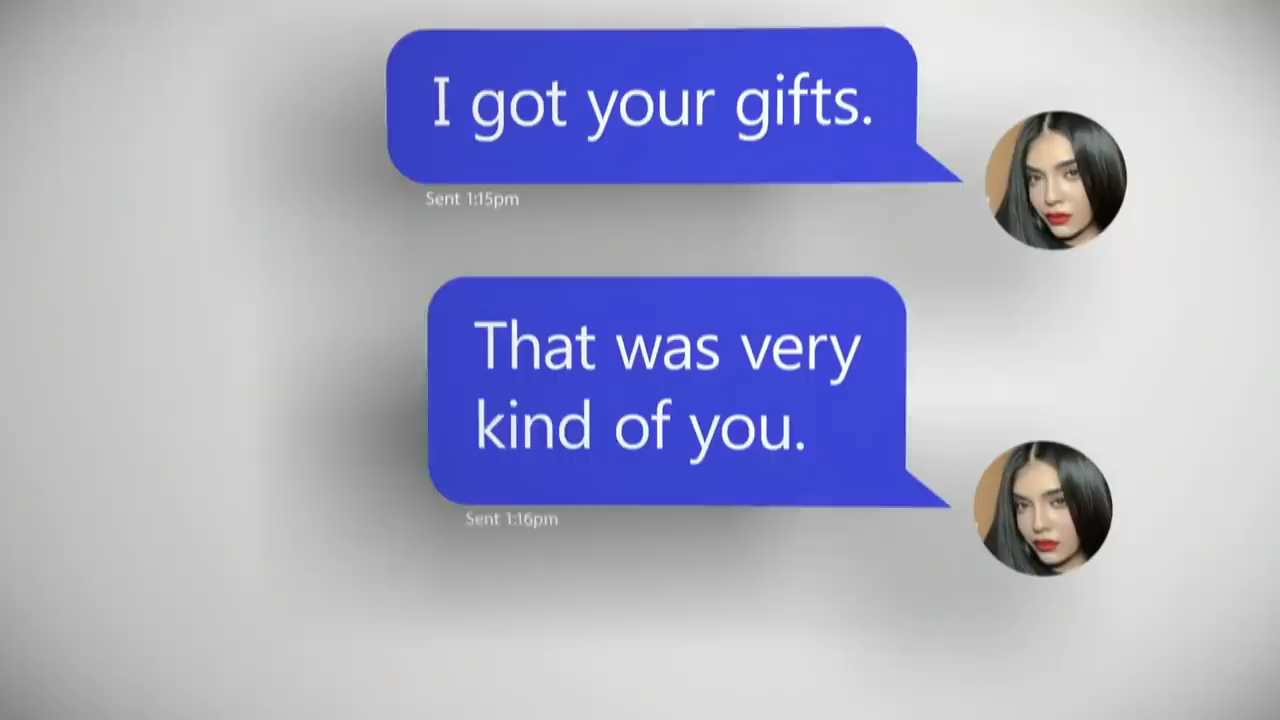 I got your gifts.
Sent 1:15pm
That was very
kind of you.
Sent 1:16pm